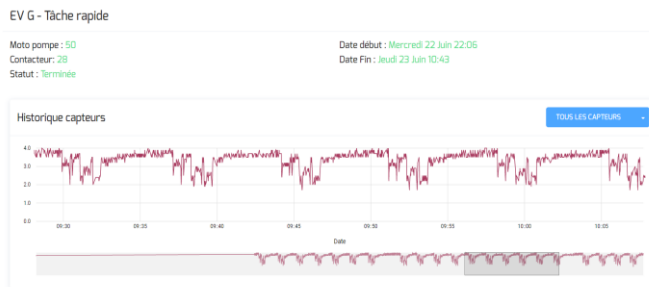 EV G - Tâche rapide
Moto pompe : 50
Date début : Mercredi 22 Juin 22:05
Contacteur: 28
Date Fin : Jeudi 23 Juin 10:43
Statut : Terminée
Historique capteurs
TOUS LES CAPTEURS
4.0
3.0
2.0
1.0
0.0
09:30 09:35 09:40 09:45 09:50 09:55 10:00 10:05
Date